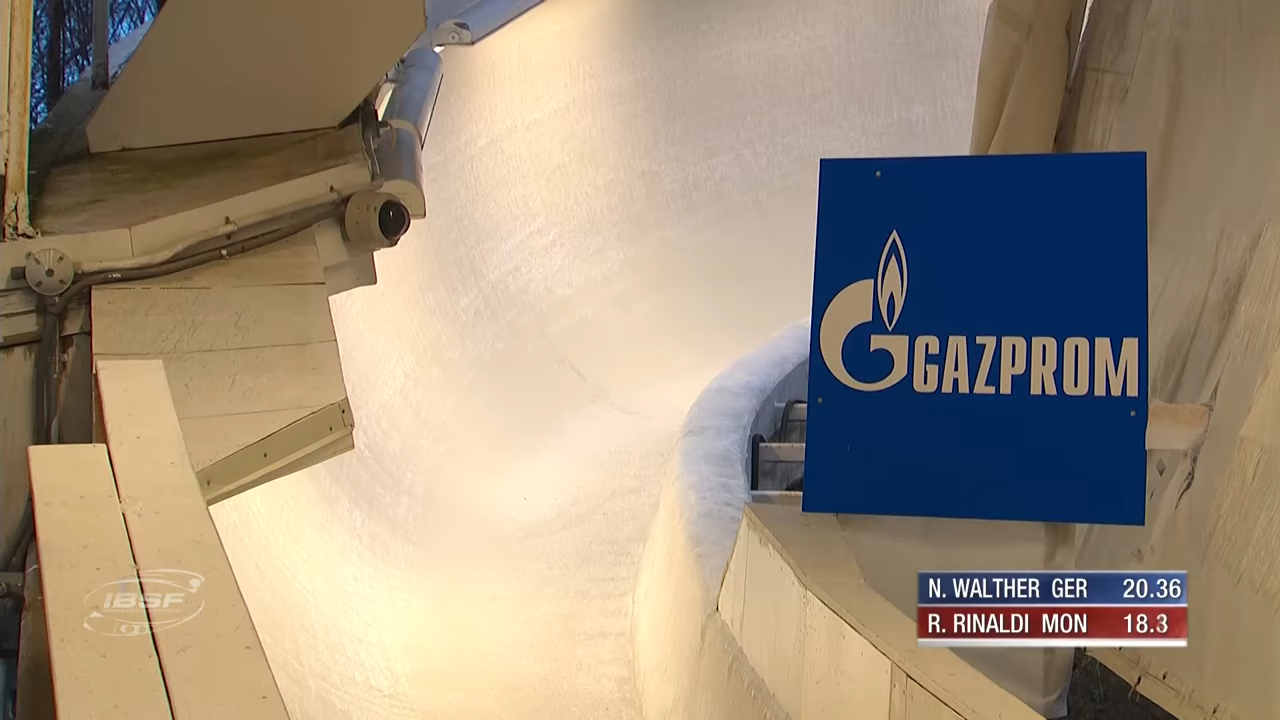 GAZPROM
N. WALTHER GER 20.36
R. RINALDI MON 18.3
IBSF